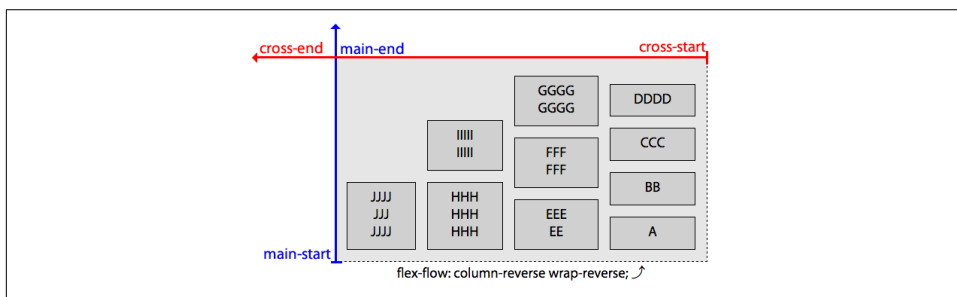 cross-end
main-end
cross-start
GGGG
GGGG
DDDD
IIIII
IIIII
FFF
FFF
CCC
JJJJ
JJJ
JJJJ
HHH
HHH
HHH
EEE
EE
BB
A
main-start
flex-flow: column-reverse wrap-reverse;